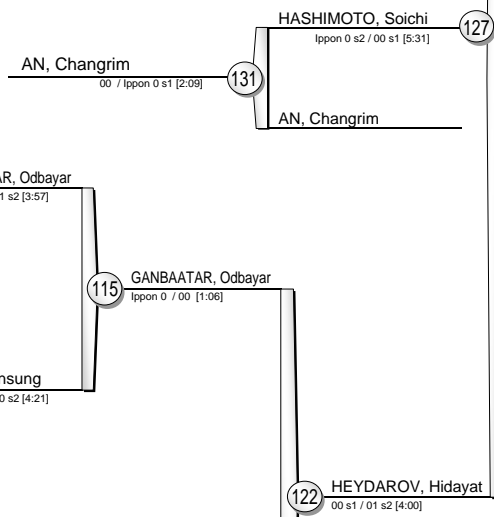 HASHIMOTO, Soichi
Ippon 0 s2 / 00 s1 [5:31]
127
AN, Changrim
00 / Ippon 0 s1 [2:09]
131
AN, Changrim
Odbayar
1 s2 [3:57]
115
GANBAATAR, Odbayar
Ippon 0 / 00 [1:06]
0 s2 [4:21]
122
HEYDAROV, Hidayat
00 s1 / 01 s2 [4:00]